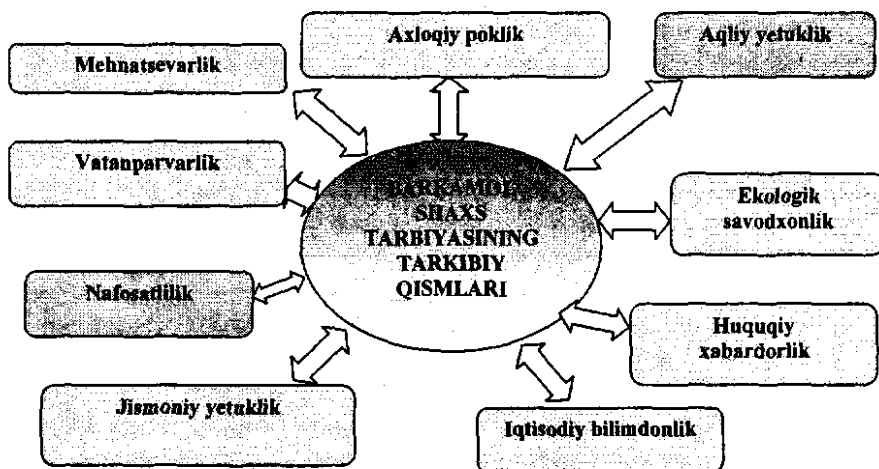 Axloqiy poklik
Aqliy yetuklik
Mehnatsevarlik
Vatanparvarlik
BARKAMOL
SHAXS
TARBIYASINING
TARKIBIY
QISMLARI
Ekologik
savodxonlik
Nafosatlilik
Huquqiy
xabardorlik
Jismoniy yetuklik
Iqtisodiy bilimdonlik